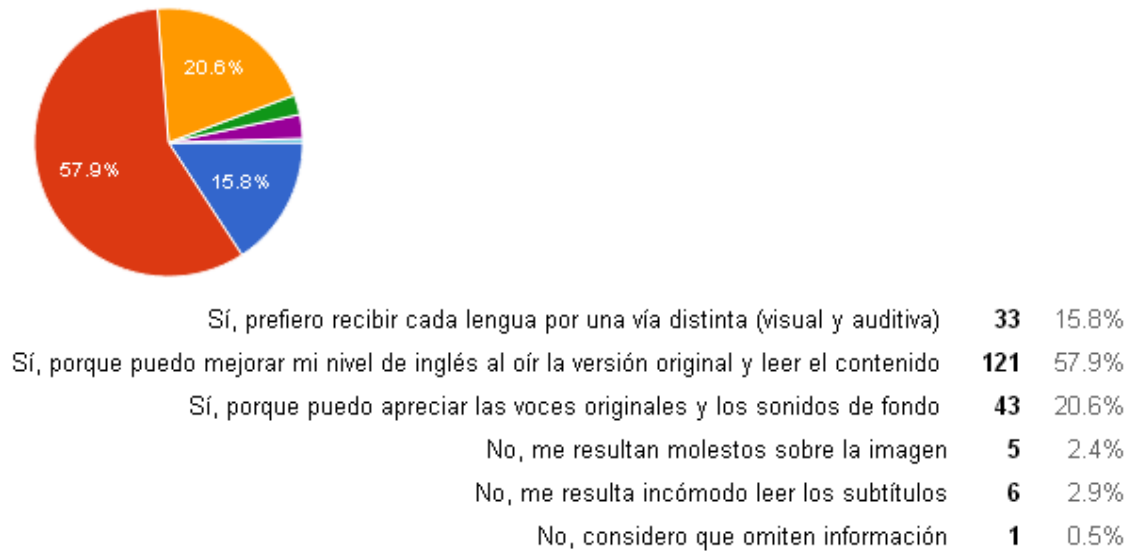 20.6%
57.9%
15.8%
Sí, prefiero recibir cada lengua por una vía distinta (visual y auditiva) 33 15.8%
Sí, porque puedo mejorar mi nivel de inglés al oír la versión original y leer el contenido 121 57.9%
Sí, porque puedo apreciar las voces originales y los sonidos de fondo 43 20.6%
No, me resultan molestos sobre la imagen 5 2.4%
No, me resulta incómodo leer los subtítulos 6 2.9%
No, considero que omiten información 1 0.5%